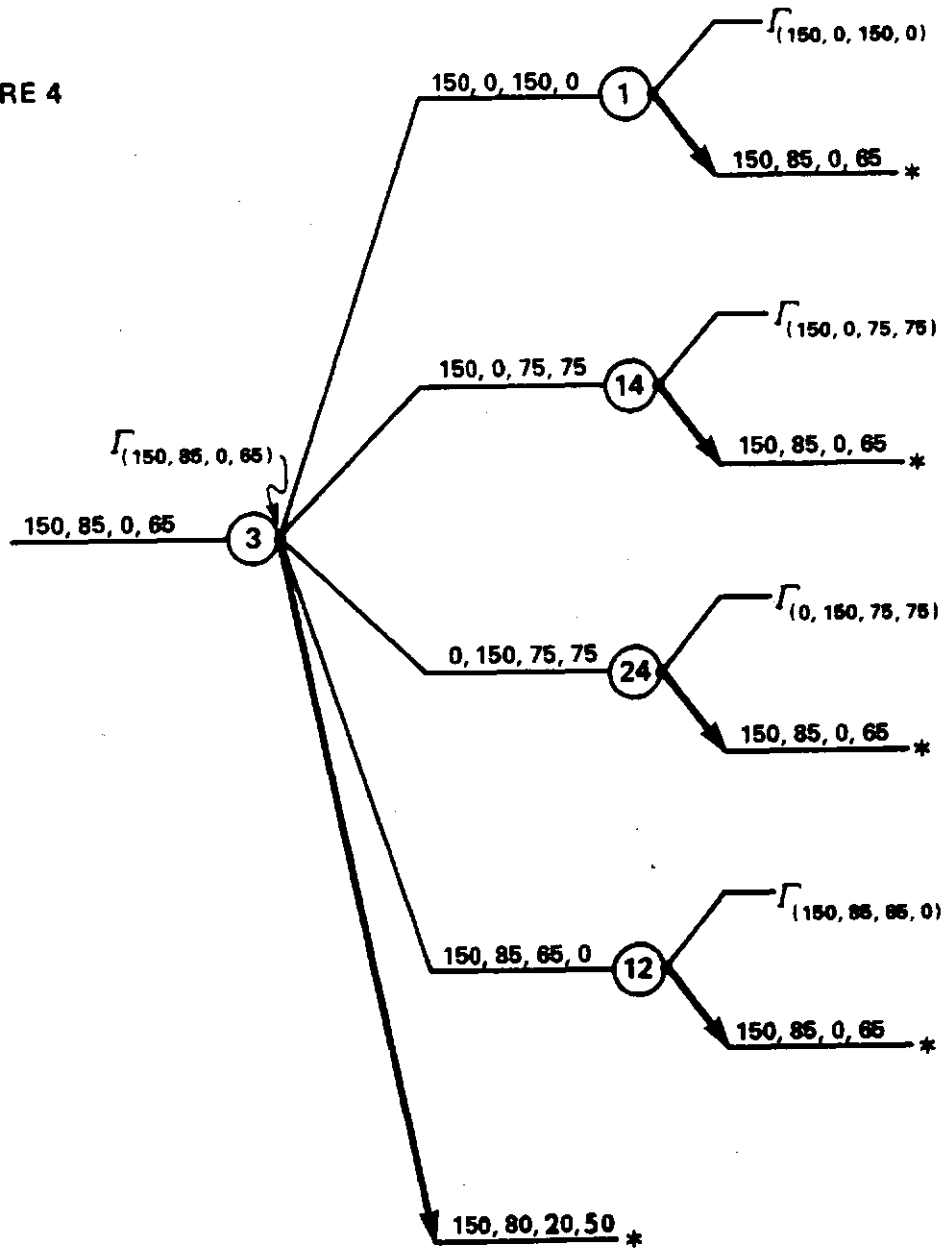 RE 4
Γ(150, 0, 150, 0)
150, 0, 150, 0
1
150, 85, 0, 65 *
Γ(150, 0, 75, 75)
150, 0, 75, 75
14
150, 85, 0, 65 *
Γ(150, 85, 0, 65)
150, 85, 0, 65
3
Γ(0, 150, 75, 75)
0, 150, 75, 75
24
150, 85, 0, 65 *
Γ(150, 85, 85, 0)
150, 85, 65, 0
12
150, 85, 0, 65 *
150, 80, 20, 50 *